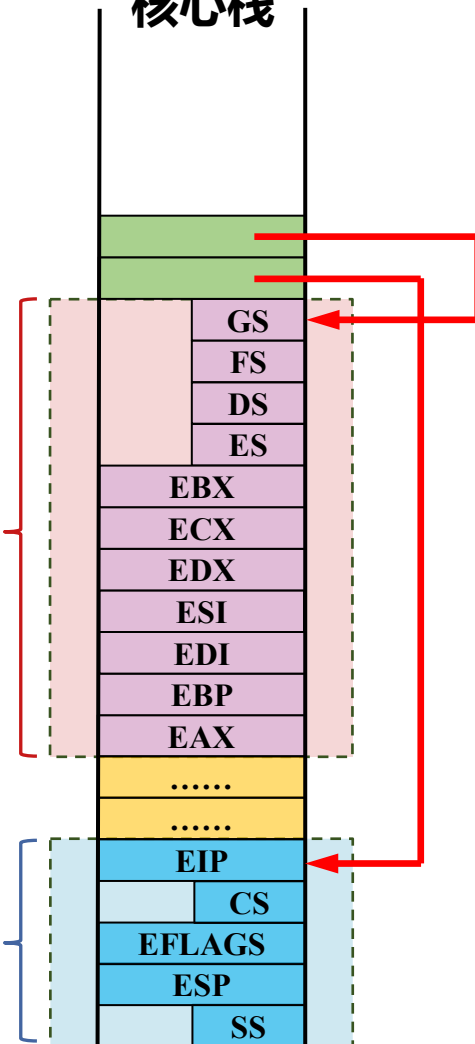 核心栈
GS
FS
DS
ES
EBX
ECX
EDX
ESI
EDI
EBP
EAX
......
......
EIP
CS
EFLAGS
ESP
SS